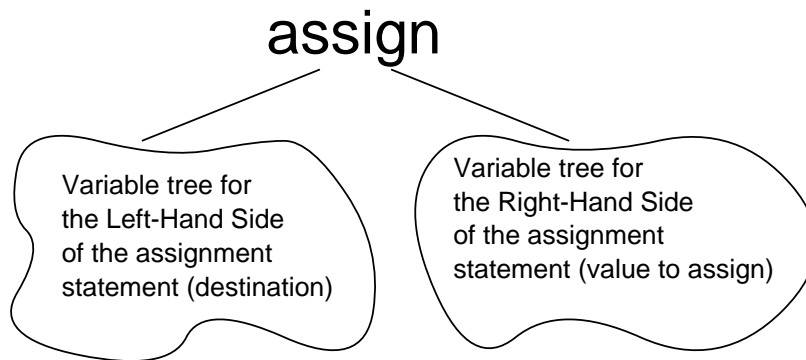 assign
Variable tree for
the Left-Hand Side
of the assignment
statement (destination)
Variable tree for
the Right-Hand Side
of the assignment
statement (value to assign)